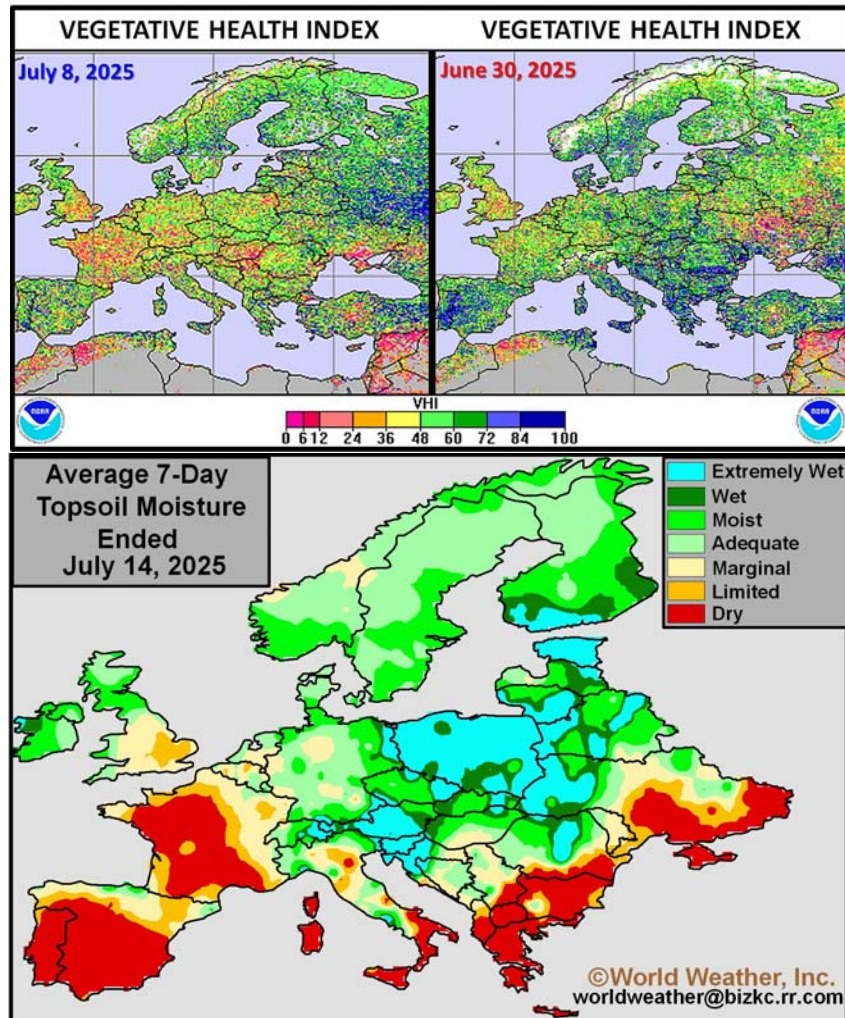 VEGETATIVE HEALTH INDEX
July 8, 2025
VEGETATIVE HEALTH INDEX
June 30, 2025
NOAA
VHI
0 6 12 24 36 48 60 72 84 100
NOAA
Average 7-Day
Topsoil Moisture
Ended
July 14, 2025
Extremely Wet
Wet
Moist
Adequate
Marginal
Limited
Dry
©World Weather, Inc.
worldweather@bizkc.rr.com